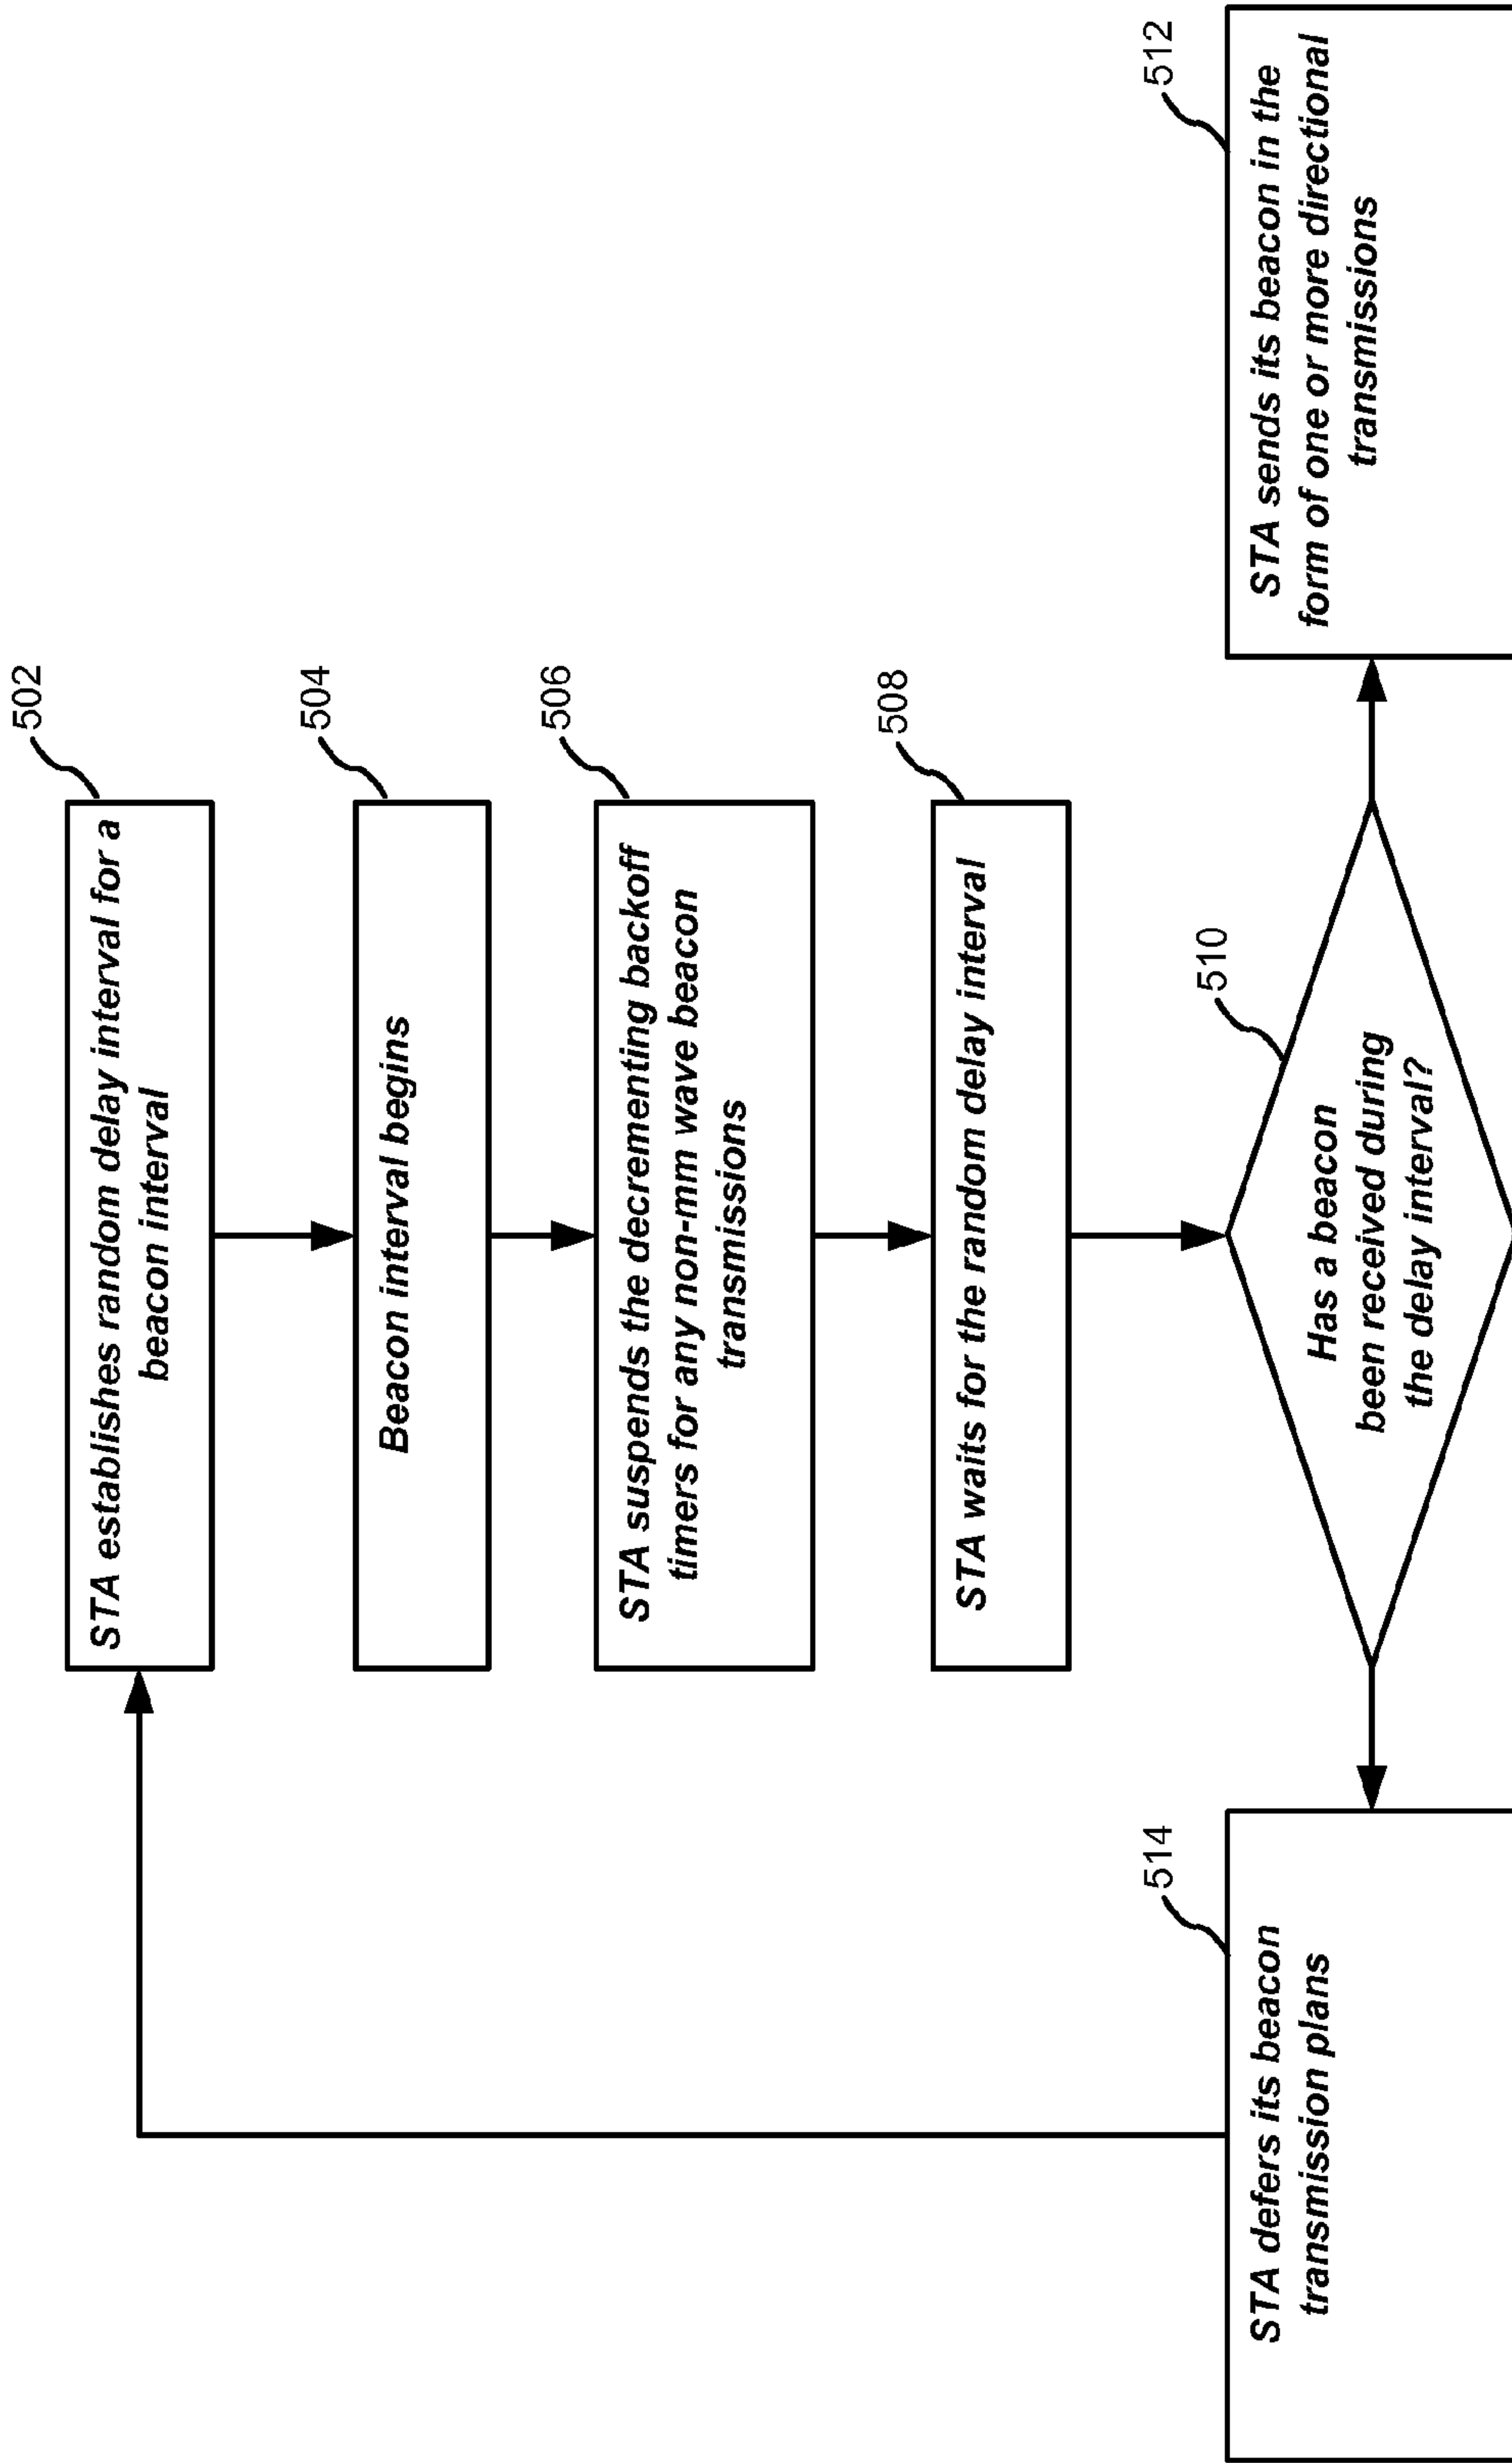 502
STA establishes random delay interval for a
beacon interval
504
Beacon interval begins
506
STA suspends the decrementing backoff
timers for any non-mm wave beacon
transmissions
508
STA waits for the random delay interval
510
Has a beacon
been received during
the delay interval?
514
STA defers its beacon
transmission plans
512
STA sends its beacon in the
form of one or more directional
transmissions